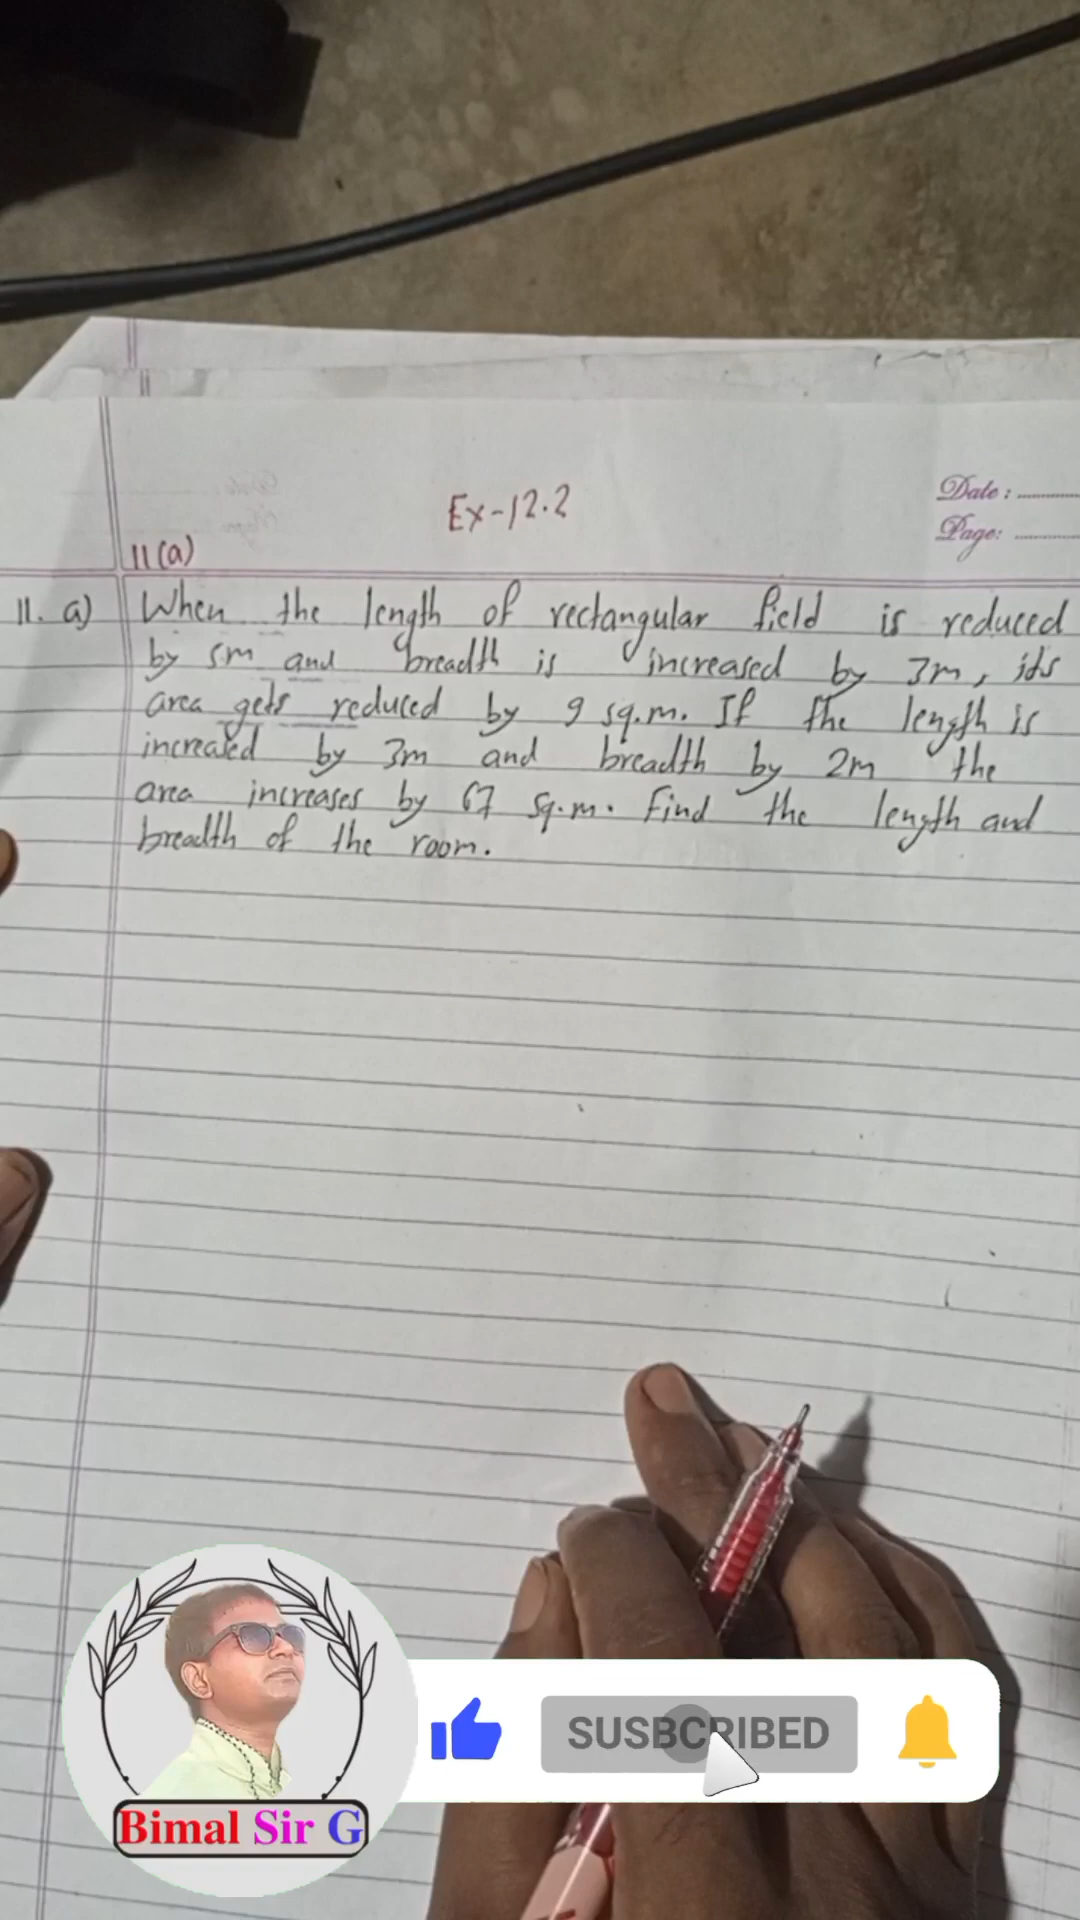 Ex-12.2
Date :
Page:
11(a)
11. a) When the length of rectangular field is reduced
by 5m and breadth is increased by 3m, its
area gets reduced by 9 sq.m. If the length is
increased by 3m and breadth by 2m the
area increases by 67 sq.m. Find the length and
breadth of the room.
SUSBCRIBED
Bimal Sir G